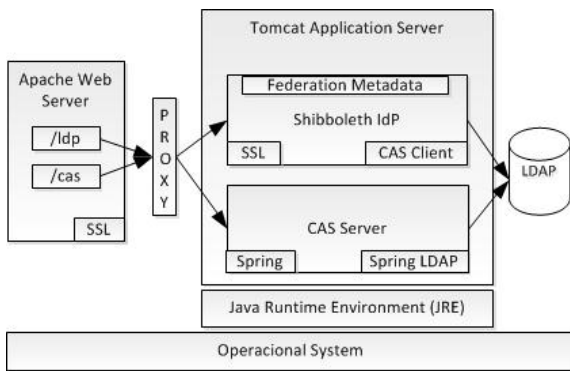 Tomcat Application Server
Apache Web
Server
/Idp
/cas
SSL
PROXY
Federation Metadata
Shibboleth IdP
SSL
CAS Client
CAS Server
Spring
Spring LDAP
LDAP
Java Runtime Environment (JRE)
Operacional System